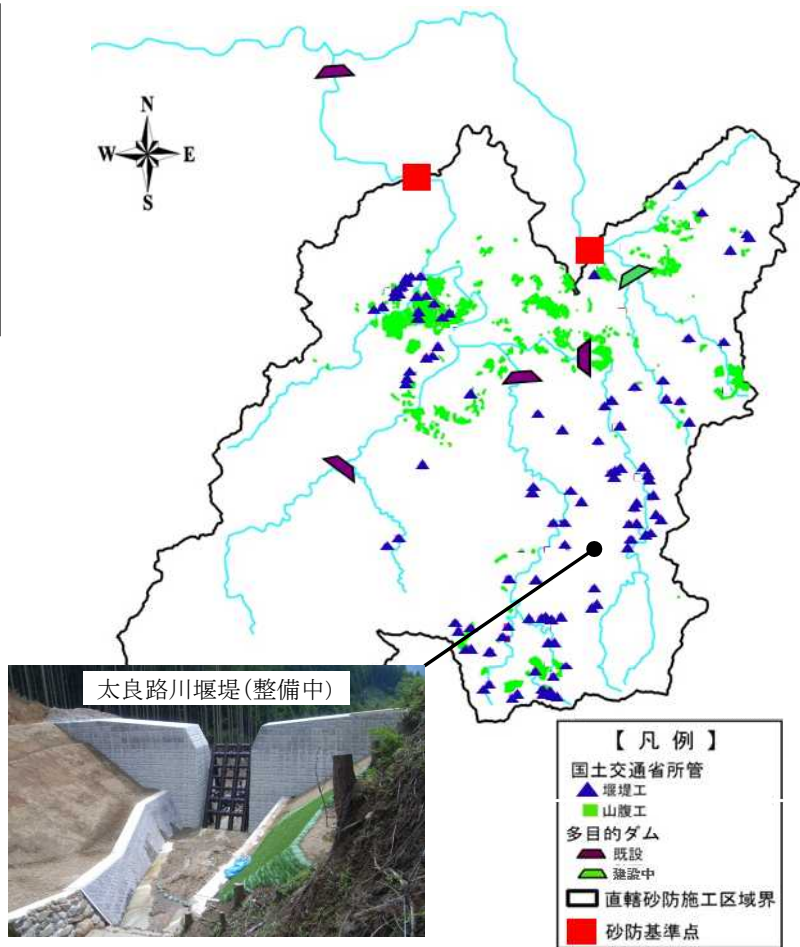 N
W E
S
太良路川堰堤(整備中)
【 凡 例 】
国土交通省所管
堰堤工
山腹工
多目的ダム
既設
建設中
直轄砂防施工区域界
砂防基準点